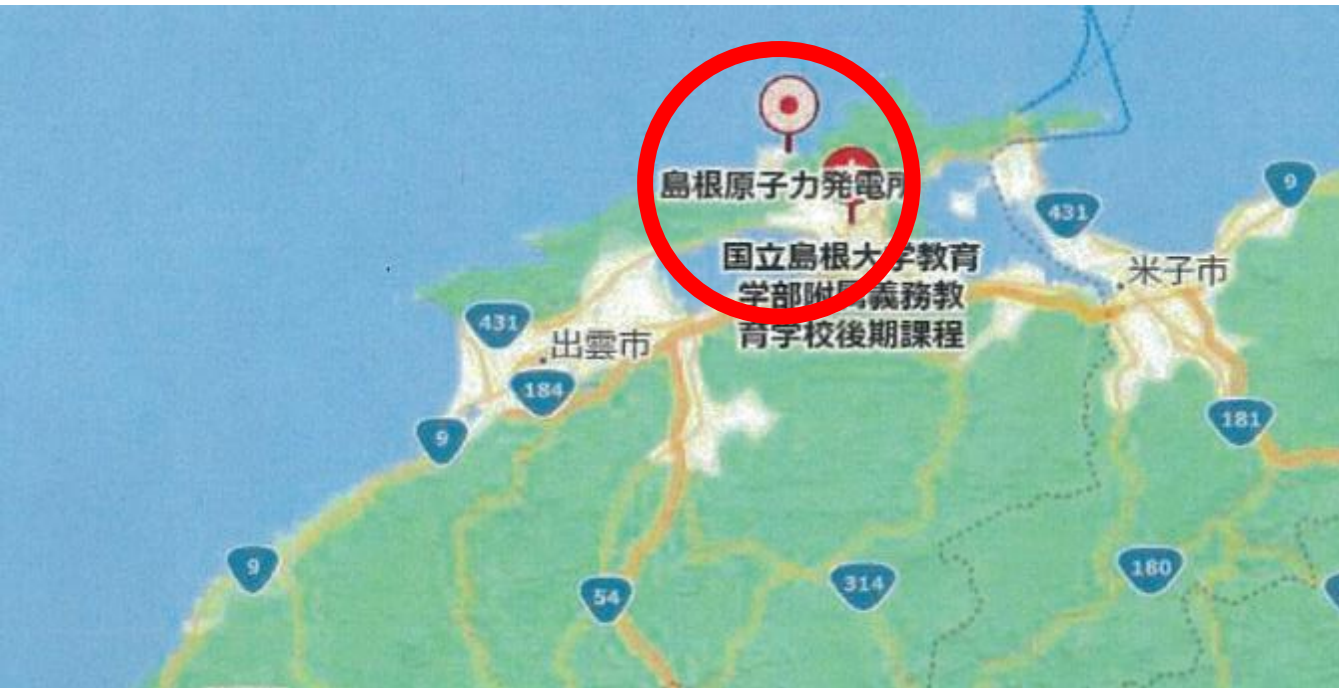 島根原子力発電所
9
431
国立島根大学教育
学部附属義務教
育学校後期課程
米子市
431
出雲市
184
9
181
9
54
314
180